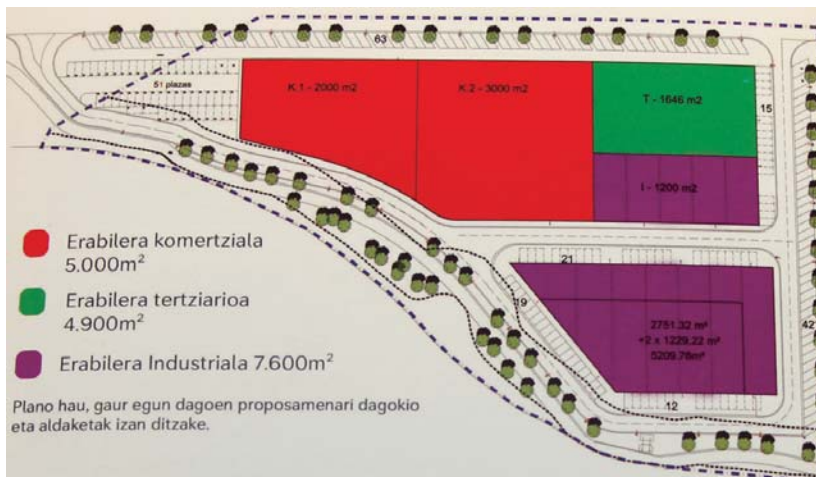 63
51 plazes
K.1 - 2000 m2
K.2 - 3000 m2
T - 1646 m2
15
I - 1200 m2
21
19
2751.32 m²
+2 x 1229.22 m²
5209.76m²
42
12
Erabilera komertziala
5.000m²
Erabilera tertziarioa
4.900m²
Erabilera Industriala 7.600m²
Plano hau, gaur egun dagoen proposamenari dagokio
eta aldaketak izan ditzake.